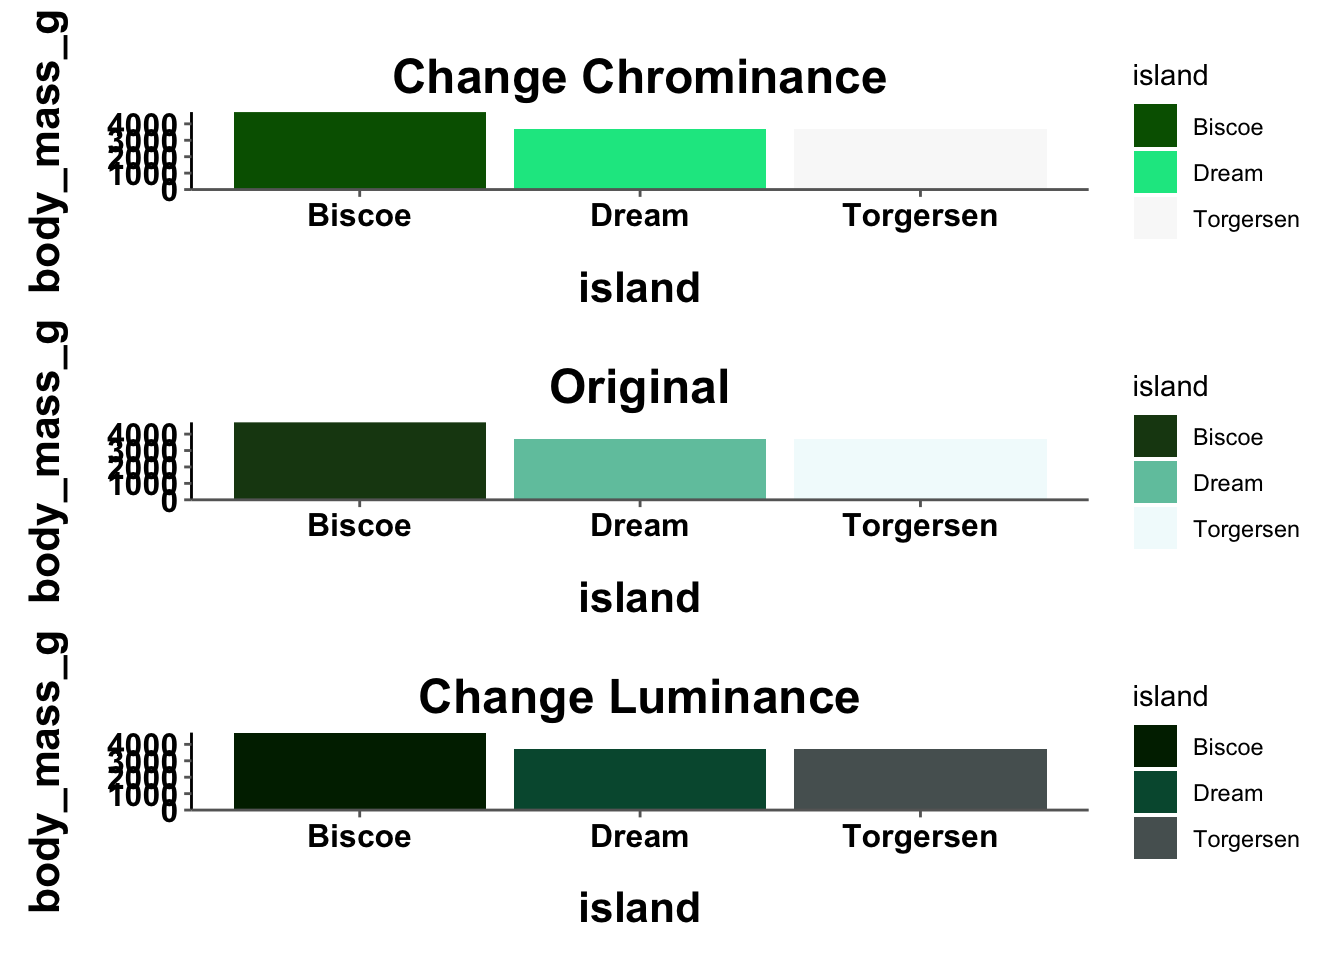 Change Chrominance
body_mass_g
4000
3000
2000
1000
0
Biscoe Dream Torgersen
island
island
Biscoe
Dream
Torgersen
Original
body_mass_g
4000
3000
2000
1000
0
Biscoe Dream Torgersen
island
island
Biscoe
Dream
Torgersen
Change Luminance
body_mass_g
4000
3000
2000
1000
0
Biscoe Dream Torgersen
island
island
Biscoe
Dream
Torgersen